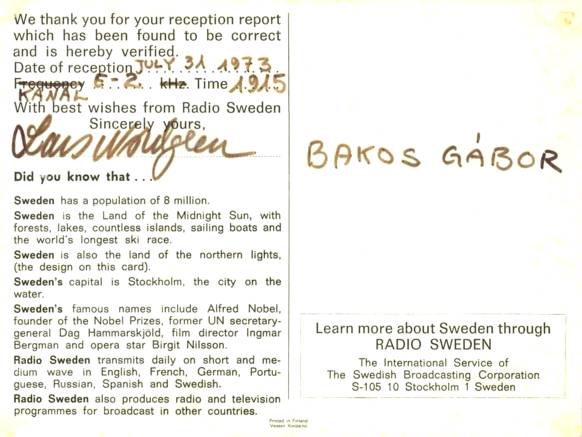 We thank you for your reception report
which has been found to be correct
and is hereby verified.
Date of reception JULY 31 1973
Frequency E-2 kHz. Time 1915
KANAL
With best wishes from Radio Sweden
Sincerely yours,
Lars Nordgren
Did you know that . . .
Sweden has a population of 8 million.
Sweden is the Land of the Midnight Sun, with
forests, lakes, countless islands, sailing boats and
the world's longest ski race.
Sweden is also the land of the northern lights,
(the design on this card).
Sweden's capital is Stockholm, the city on the
water.
Sweden's famous names include Alfred Nobel,
founder of the Nobel Prizes, former UN secretary-
general Dag Hammarskjöld, film director Ingmar
Bergman and opera star Birgit Nilsson.
Radio Sweden transmits daily on short and me-
dium wave in English, French, German, Portu-
guese, Russian, Spanish and Swedish.
Radio Sweden also produces radio and television
programmes for broadcast in other countries.
BAKOS GÁBOR
Learn more about Sweden through
RADIO SWEDEN
The International Service of
The Swedish Broadcasting Corporation
S-105 10 Stockholm 1 Sweden
Printed in Finland